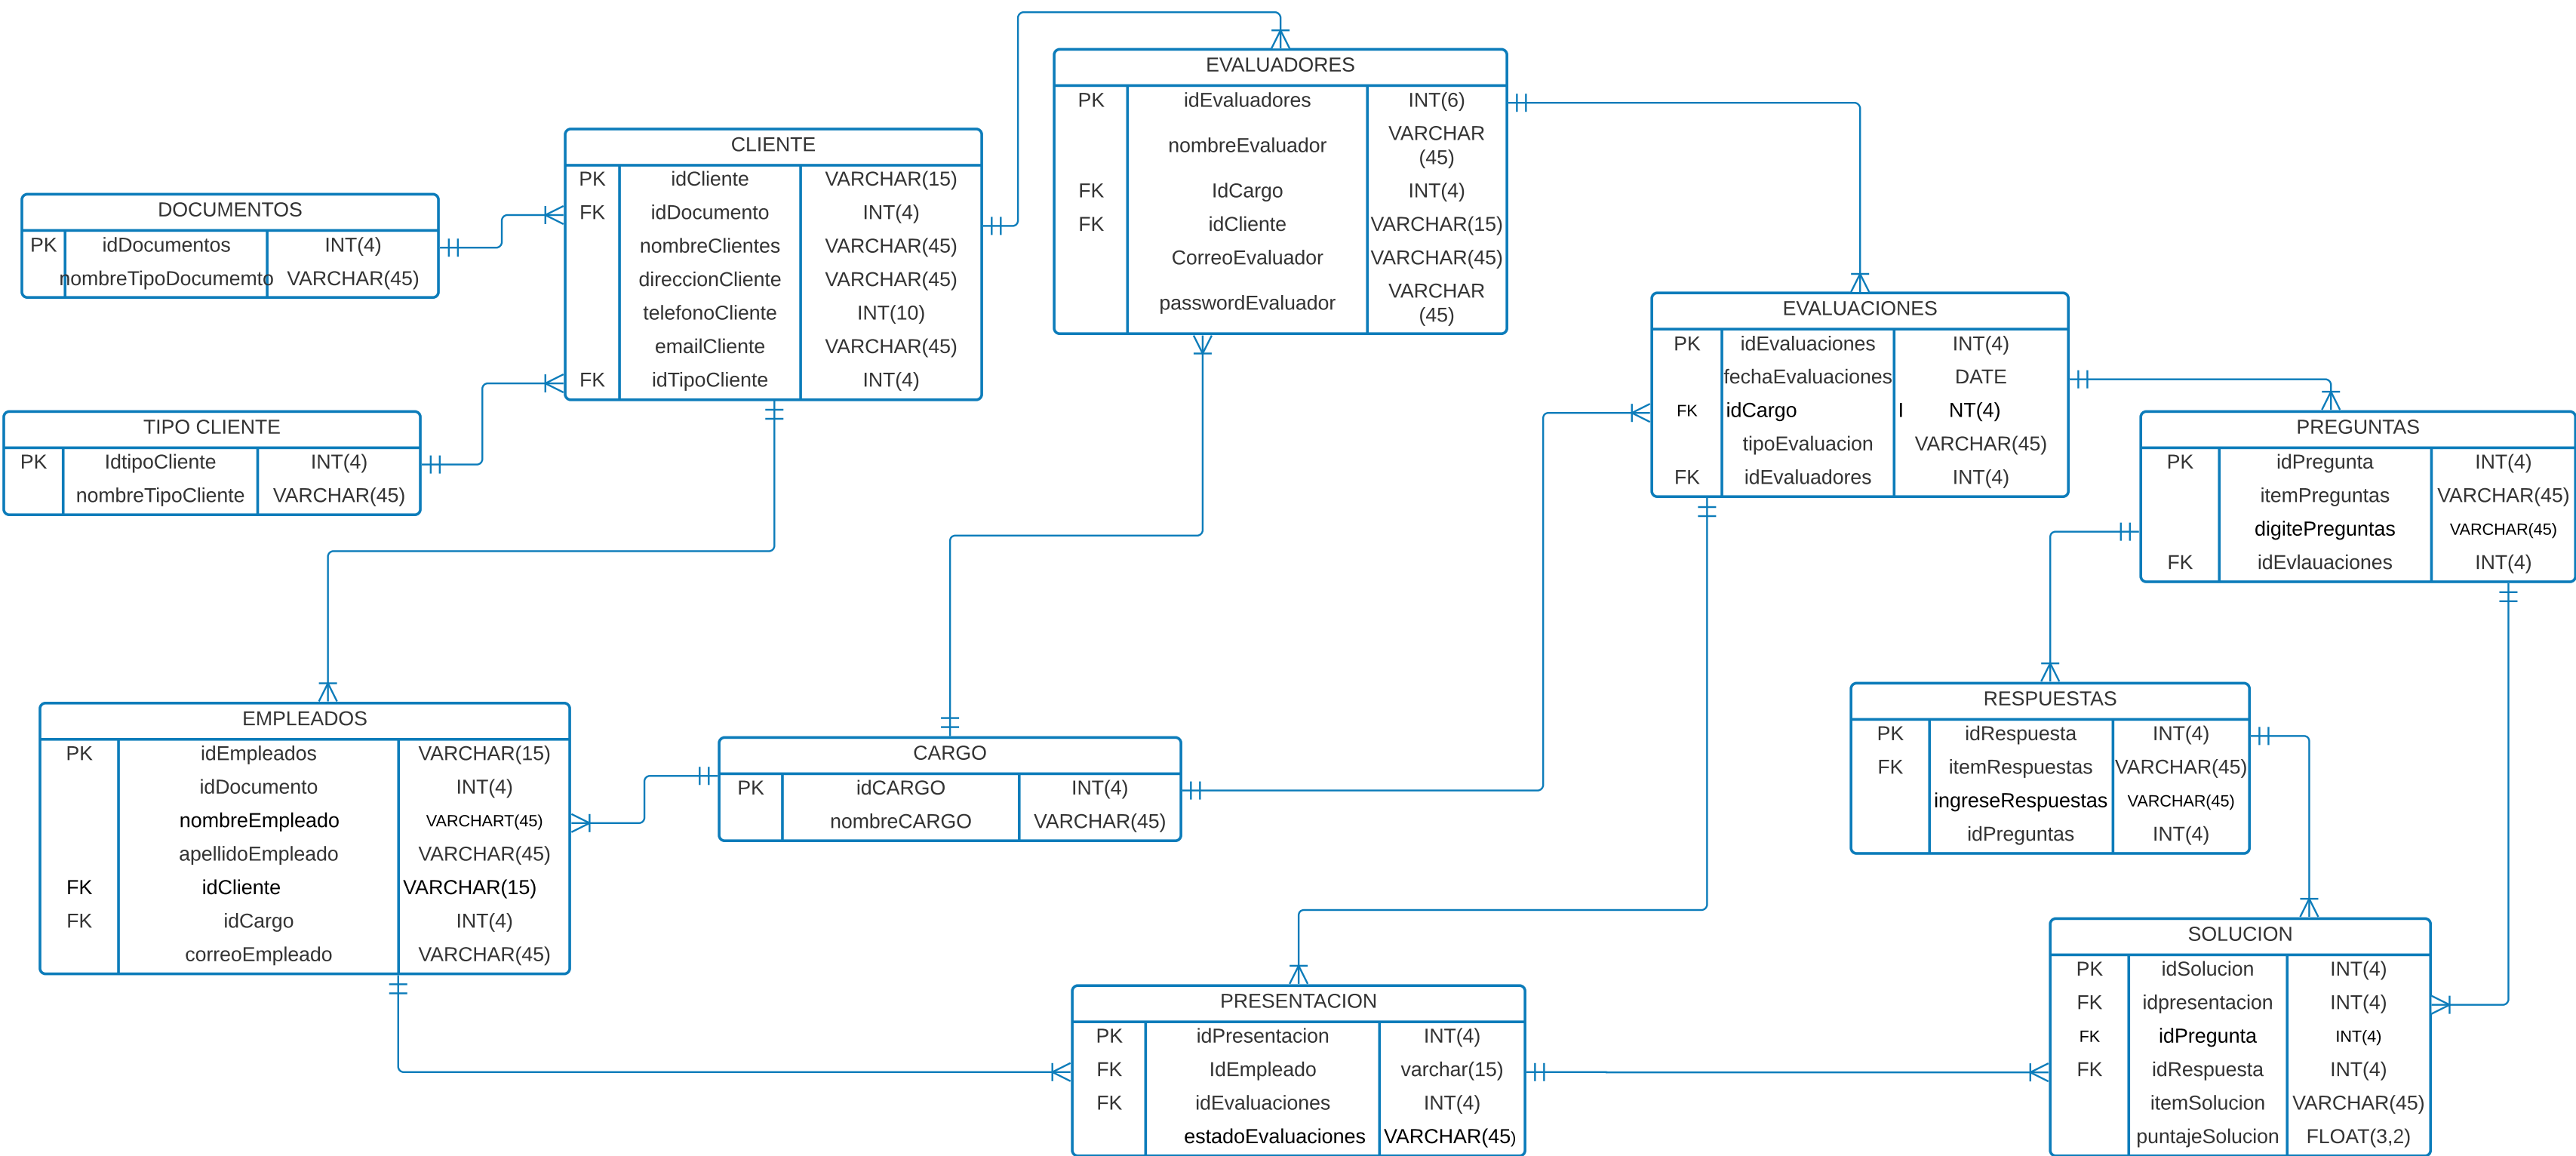 EVALUADORES
PK idEvaluadores INT(6)
nombreEvaluador VARCHAR
(45)
FK IdCargo INT(4)
FK idCliente VARCHAR(15)
CorreoEvaluador VARCHAR(45)
passwordEvaluador VARCHAR
(45)
CLIENTE
PK idCliente VARCHAR(15)
FK idDocumento INT(4)
nombreClientes VARCHAR(45)
direccionCliente VARCHAR(45)
telefonoCliente INT(10)
emailCliente VARCHAR(45)
FK idTipoCliente INT(4)
DOCUMENTOS
PK idDocumentos INT(4)
nombreTipoDocumemto VARCHAR(45)
TIPO CLIENTE
PK IdtipoCliente INT(4)
nombreTipoCliente VARCHAR(45)
EVALUACIONES
PK idEvaluaciones INT(4)
fechaEvaluaciones DATE
FK idCargo I NT(4)
tipoEvaluacion VARCHAR(45)
FK idEvaluadores INT(4)
PREGUNTAS
PK idPregunta INT(4)
itemPreguntas VARCHAR(45)
digitePreguntas VARCHAR(45)
FK idEvlauaciones INT(4)
EMPLEADOS
PK idEmpleados VARCHAR(15)
idDocumento INT(4)
nombreEmpleado VARCHART(45)
apellidoEmpleado VARCHAR(45)
FK idCliente VARCHAR(15)
FK idCargo INT(4)
correoEmpleado VARCHAR(45)
CARGO
PK idCARGO INT(4)
nombreCARGO VARCHAR(45)
RESPUESTAS
PK idRespuesta INT(4)
FK itemRespuestas VARCHAR(45)
ingreseRespuestas VARCHAR(45)
idPreguntas INT(4)
PRESENTACION
PK idPresentacion INT(4)
FK IdEmpleado varchar(15)
FK idEvaluaciones INT(4)
estadoEvaluaciones VARCHAR(45)
SOLUCION
PK idSolucion INT(4)
FK idpresentacion INT(4)
FK idPregunta INT(4)
FK idRespuesta INT(4)
itemSolucion VARCHAR(45)
puntajeSolucion FLOAT(3,2)